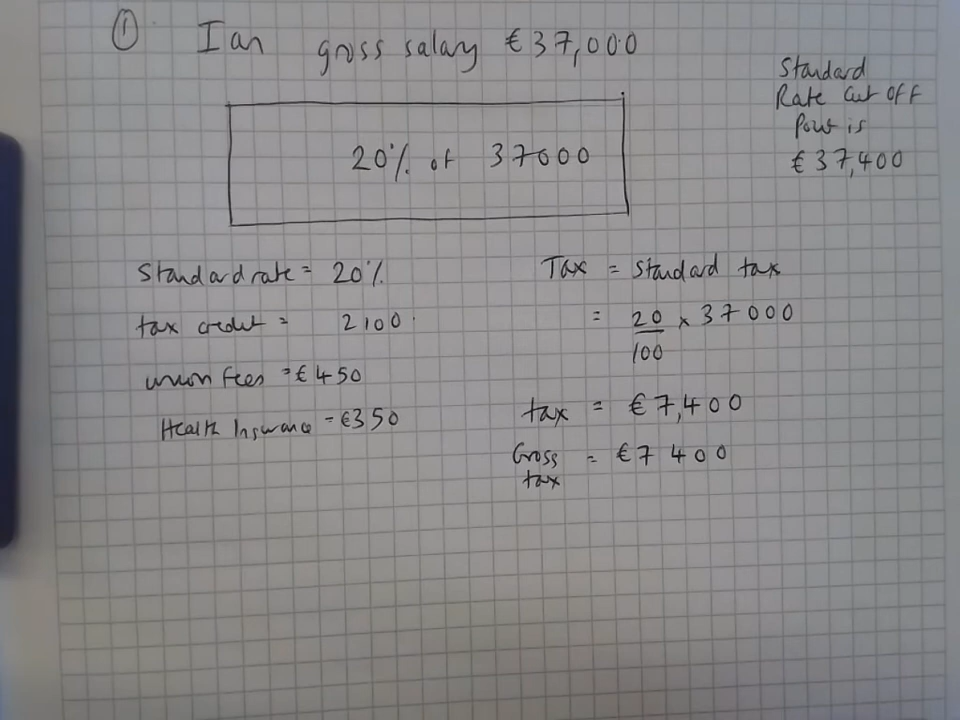 ① Ian gross salary € 37,000
Standard
Rate Cut Off
Point is
€ 37,400
20% of 37000
Standard rate = 20%
tax credit = 2100
union Fees = € 450
Health Insurance = €350
Tax = Standard tax
= 20/100 x 37000
tax = € 7,400
Gross tax = € 7400